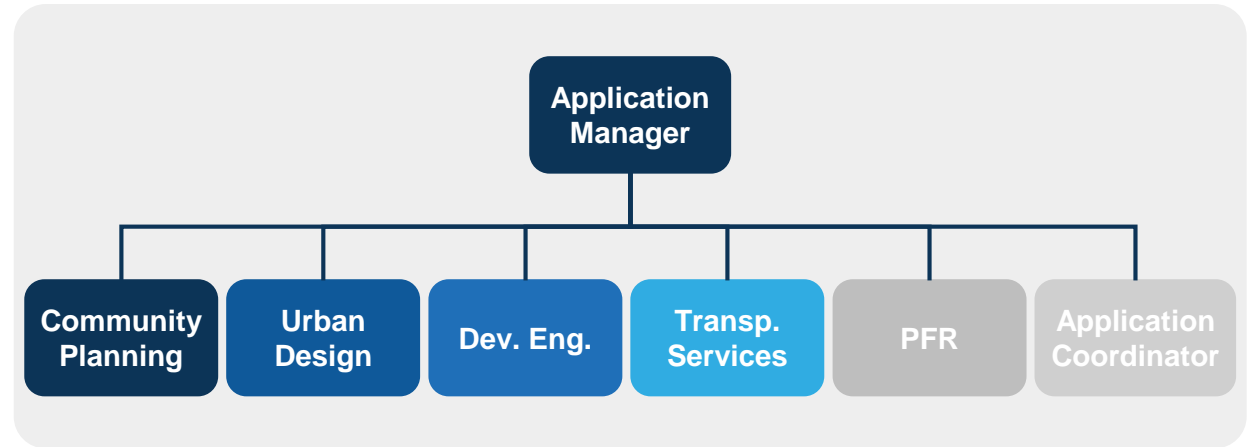 Application
Manager
Community
Planning
Urban
Design
Dev. Eng.
Transp.
Services
PFR
Application
Coordinator